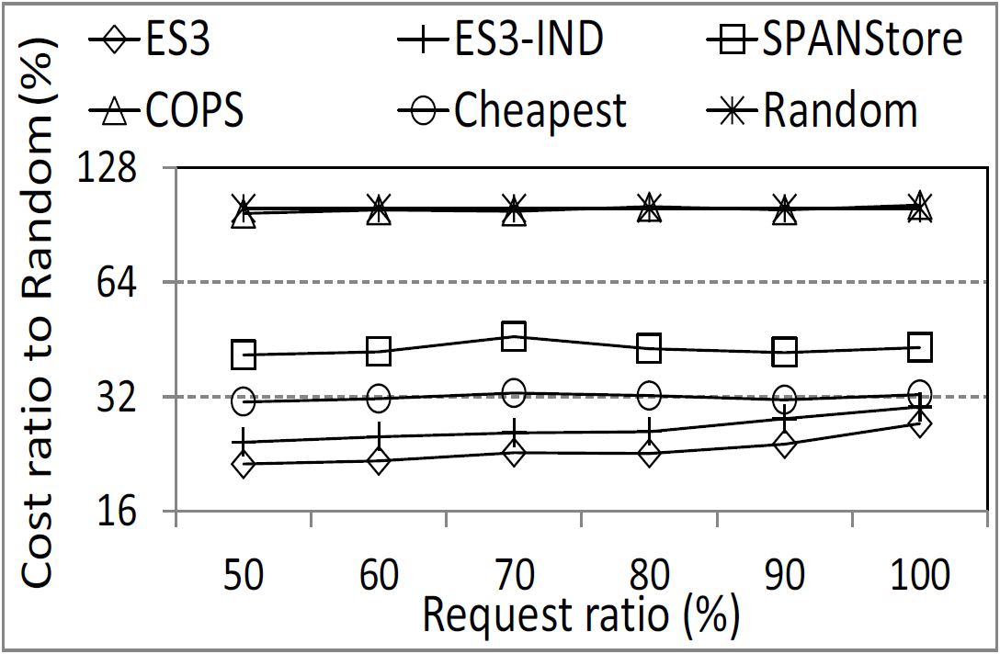 ES3 ES3-IND SPANStore
COPS Cheapest Random
Cost ratio to Random (%)
128
64
32
16
50 60 70 80 90 100
Request ratio (%)